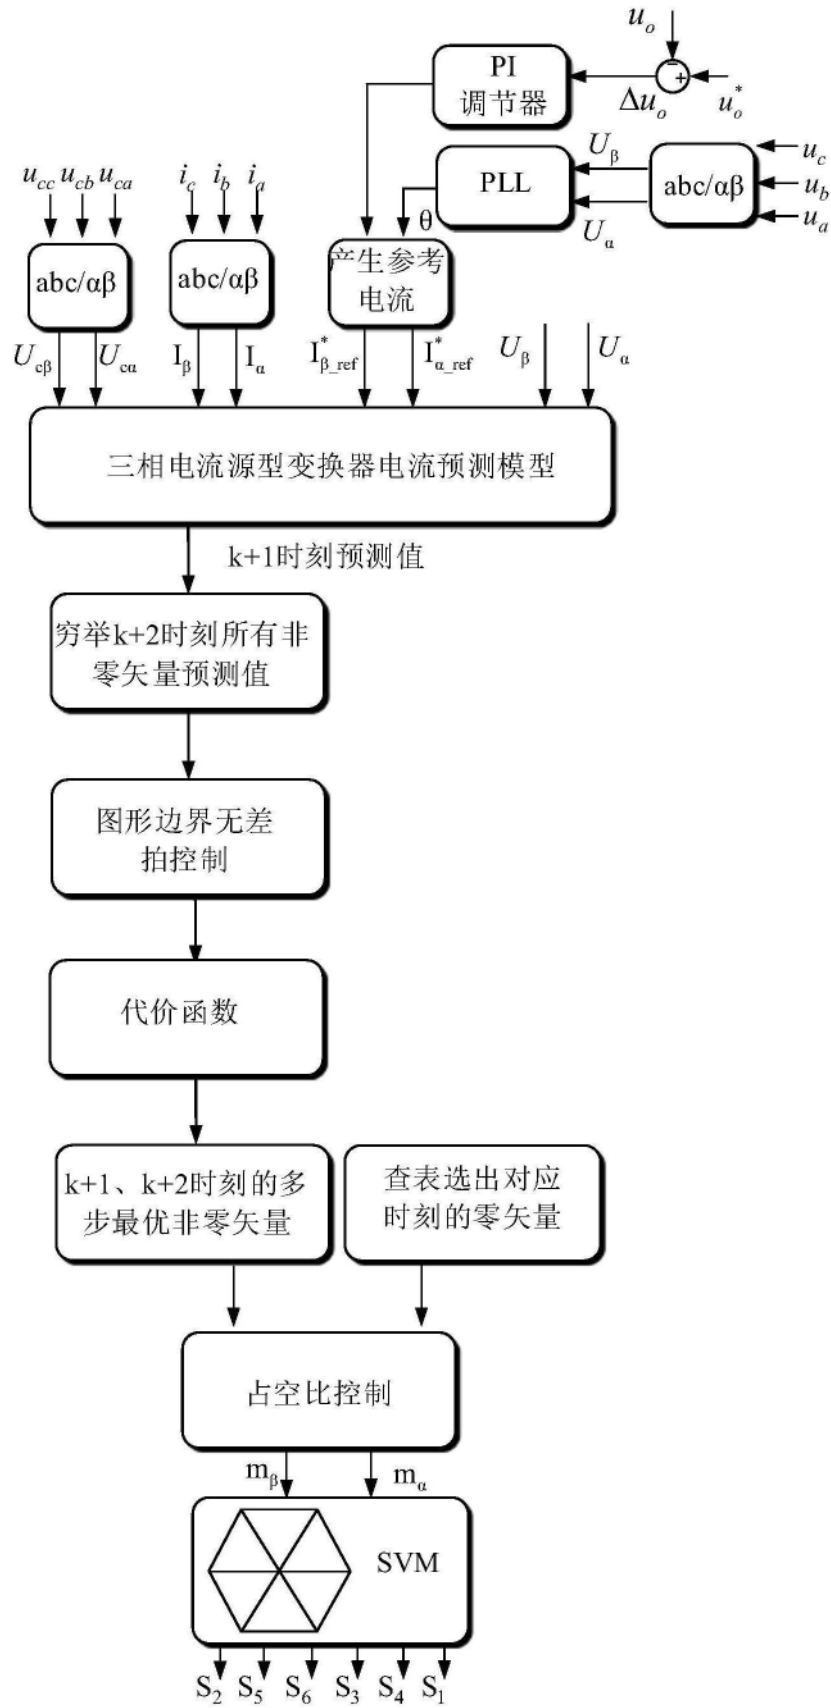 u_o
PI
调节器
−
+
Δu_o
u_o^*
u_cc u_cb u_ca
i_c i_b i_a
U_β
U_α
PLL
θ
abc/αβ
u_c
u_b
u_a
abc/αβ
abc/αβ
产生参考
电流
U_cβ
U_cα
I_β
I_α
I^*_β_ref
I^*_α_ref
U_β
U_α
三相电流源型变换器电流预测模型
k+1时刻预测值
穷举k+2时刻所有非
零矢量预测值
图形边界无差
拍控制
代价函数
k+1、k+2时刻的多
步最优非零矢量
查表选出对应
时刻的零矢量
占空比控制
m_β
m_α
SVM
S_2 S_5 S_6 S_3 S_4 S_1